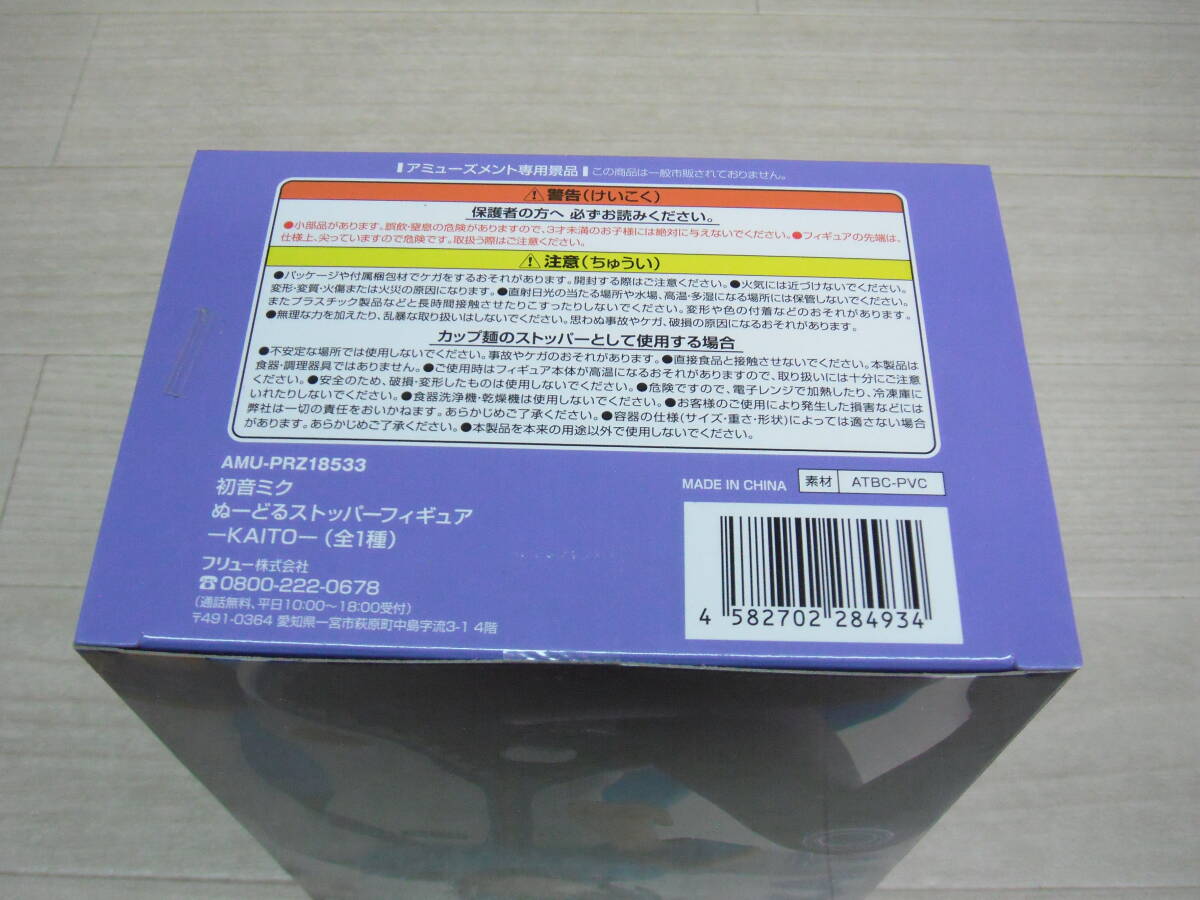 アミューズメント専用景品 この商品は一般市販されておりません。
⚠警告(けいこく)
保護者の方へ 必ずお読みください。
●小部品があります。誤飲・窒息の危険がありますので、3才未満のお子様には絶対に与えないでください。●フィギュアの先端は、
仕様上、尖っていますので危険です。取扱う際はご注意ください。
⚠注意(ちゅうい)
●パッケージや付属梱包材でケガをするおそれがあります。開封する際はご注意ください。●火気には近づけないでください。
変形・変質・火傷または火災の原因になります。●直射日光の当たる場所や水場、高温・多湿になる場所には保管しないでください。
またプラスチック製品などと長時間接触させたりこすったりしないでください。変形や色の付着などのおそれがあります。
●無理な力を加えたり、乱暴な取り扱いはしないでください。思わぬ事故やケガ、破損の原因になるおそれがあります。
カップ麺のストッパーとして使用する場合
●不安定な場所では使用しないでください。事故やケガのおそれがあります。●直接食品と接触させないでください。本製品は
食器・調理器具ではありません。●ご使用時はフィギュア本体が高温になるおそれがありますので、取り扱いには十分にご注意
ください。●安全のため、破損・変形したものは使用しないでください。●危険ですので、電子レンジで加熱したり、冷凍庫に
いれたりしないでください。●食器洗浄機・乾燥機は使用しないでください。●お客様のご使用により発生した損害などには
弊社は一切の責任をおいかねます。あらかじめご了承ください。●容器の仕様(サイズ・重さ・形状)によっては適さない場合
があります。あらかじめご了承ください。●本製品を本来の用途以外で使用しないでください。
AMU-PRZ18533
初音ミク
ぬーどるストッパーフィギュア
ーKAITOー(全1種)
フリュー株式会社
☎0800-222-0678
(通話無料、平日10:00〜18:00受付)
〒491-0364 愛知県一宮市萩原町中島字流3-1 4階
MADE IN CHINA 素材 ATBC-PVC
4 582702 284934